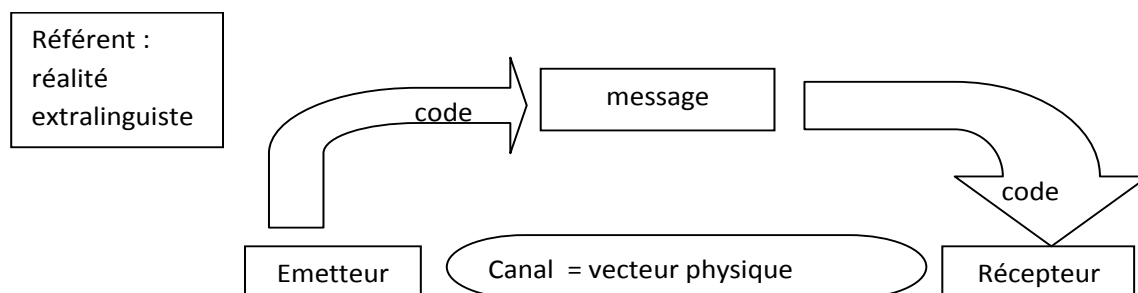 Référent :
réalité
extralinguiste
code
message
code
Emetteur
Canal = vecteur physique
Récepteur